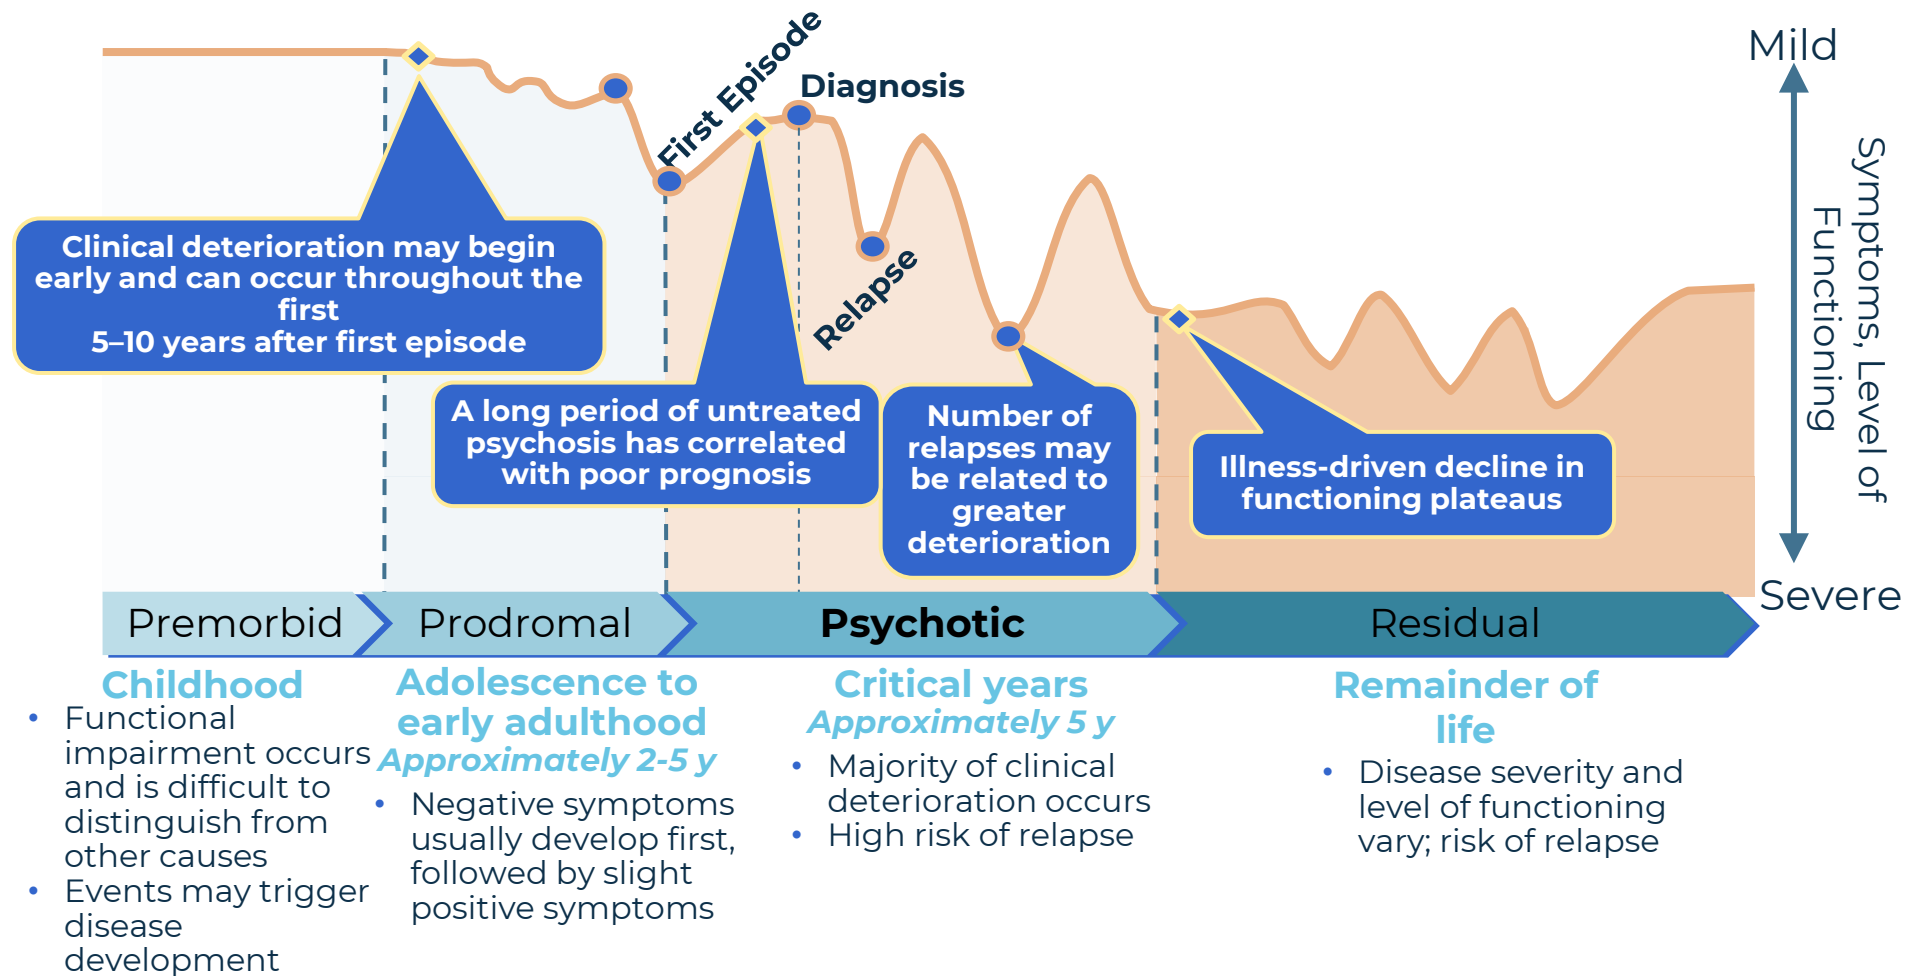 Mild
First Episode
Diagnosis
Relapse
Symptoms, Level of
Functioning
Severe
Clinical deterioration may begin
early and can occur throughout the
first
5–10 years after first episode
A long period of untreated
psychosis has correlated
with poor prognosis
Number of
relapses may
be related to
greater
deterioration
Illness-driven decline in
functioning plateaus
Premorbid
Prodromal
Psychotic
Residual
Childhood
• Functional
impairment occurs
and is difficult to
distinguish from
other causes
• Events may trigger
disease
development
Adolescence to
early adulthood
Approximately 2-5 y
• Negative symptoms
usually develop first,
followed by slight
positive symptoms
Critical years
Approximately 5 y
• Majority of clinical
deterioration occurs
• High risk of relapse
Remainder of
life
• Disease severity and
level of functioning
vary; risk of relapse